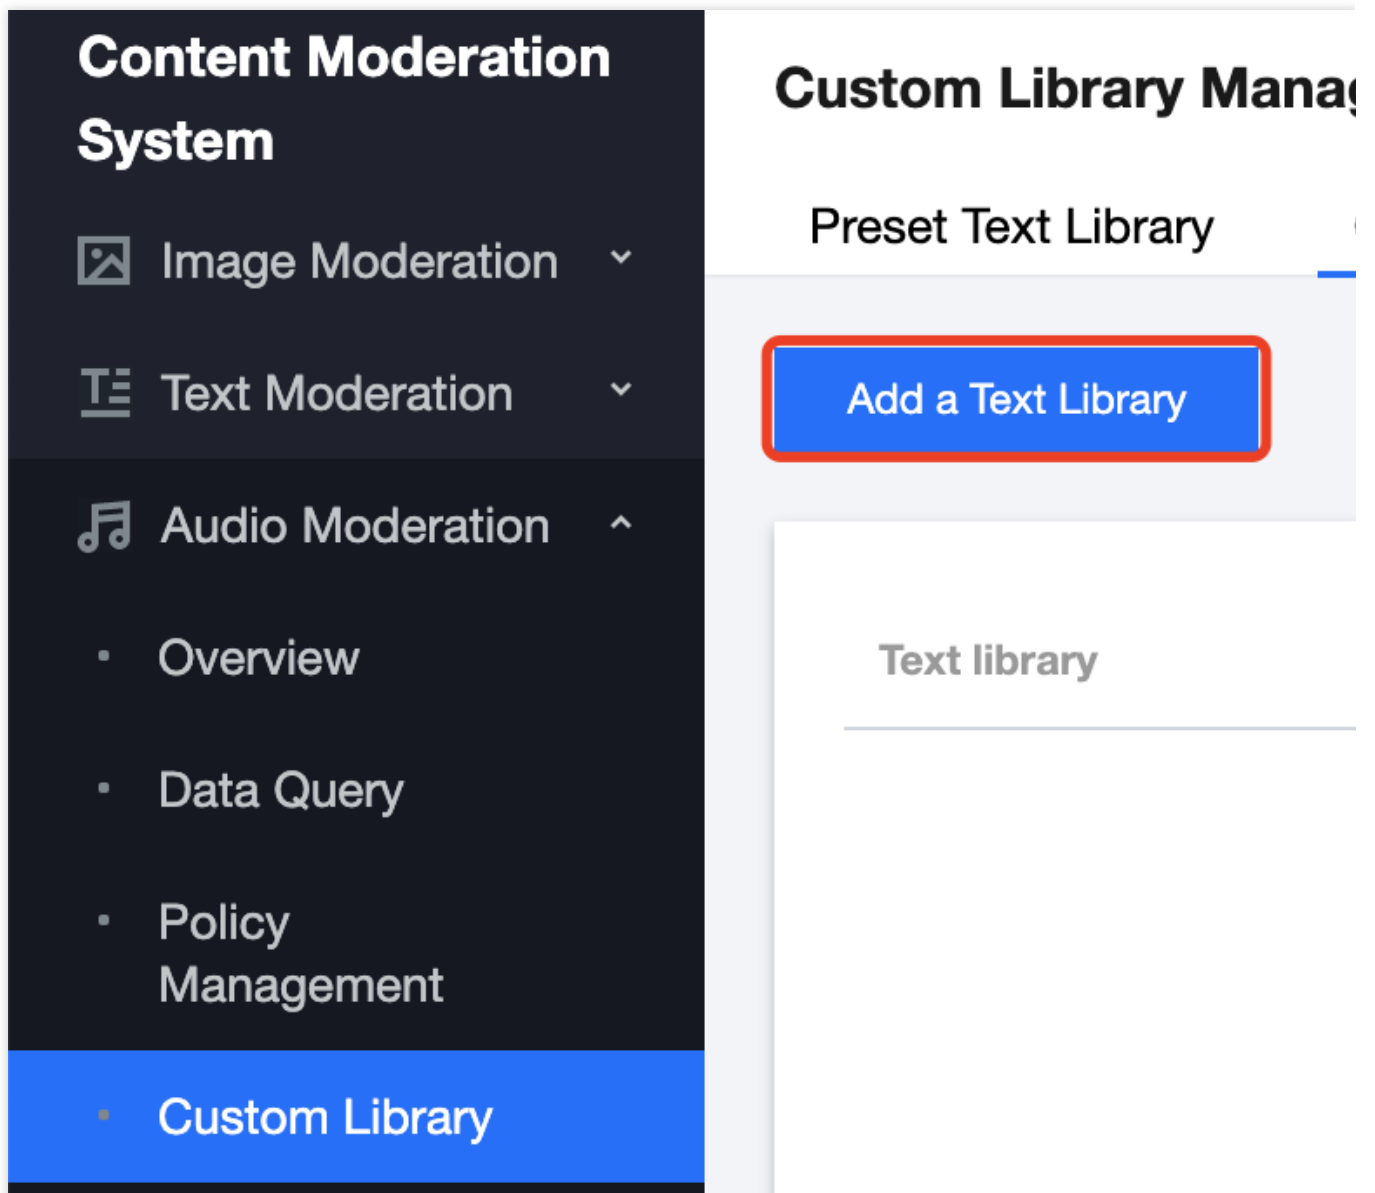 Content Moderation
System
Image Moderation
Text Moderation
Audio Moderation
Overview
Data Query
Policy
Management
Custom Library
Custom Library
Preset Text Library
Add a Text Library
Text library